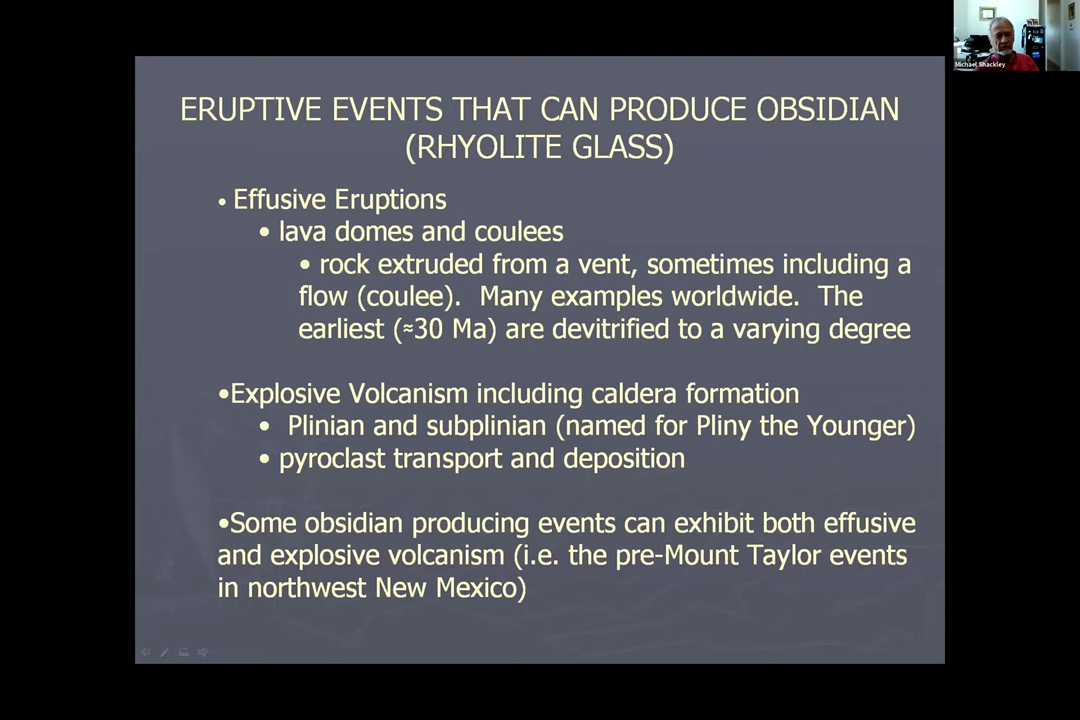 Michael Shackley
ERUPTIVE EVENTS THAT CAN PRODUCE OBSIDIAN
(RHYOLITE GLASS)
• Effusive Eruptions
• lava domes and coulees
• rock extruded from a vent, sometimes including a
flow (coulee).  Many examples worldwide.  The
earliest (≈30 Ma) are devitrified to a varying degree
•Explosive Volcanism including caldera formation
•  Plinian and subplinian (named for Pliny the Younger)
• pyroclast transport and deposition
•Some obsidian producing events can exhibit both effusive
and explosive volcanism (i.e. the pre-Mount Taylor events
in northwest New Mexico)